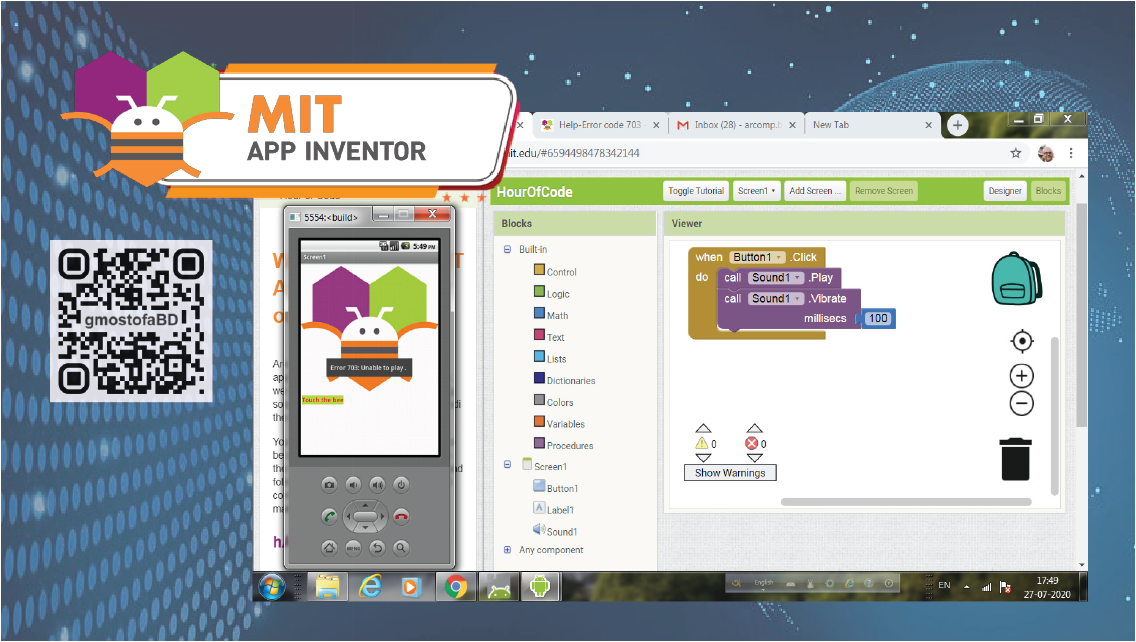 MIT
APP INVENTOR
gmostofaBD
Help-Error code 703
Inbox (28) - arcomp.b
New Tab
it.edu/#6594498478342144
HourOfCode
Toggle Tutorial
Screen1
Add Screen ...
Remove Screen
Designer
Blocks
5554:<build>
5:49 PM
Screen1
Error 703: Unable to play .
Touch the bee
MENU
Blocks
Built-in
Control
Logic
Math
Text
Lists
Dictionaries
Colors
Variables
Procedures
Screen1
Button1
Label1
Sound1
Any component
Viewer
when Button1 .Click
do call Sound1 .Play
call Sound1 .Vibrate
millisecs 100
0 0
Show Warnings
English
EN
17:49
27-07-2020